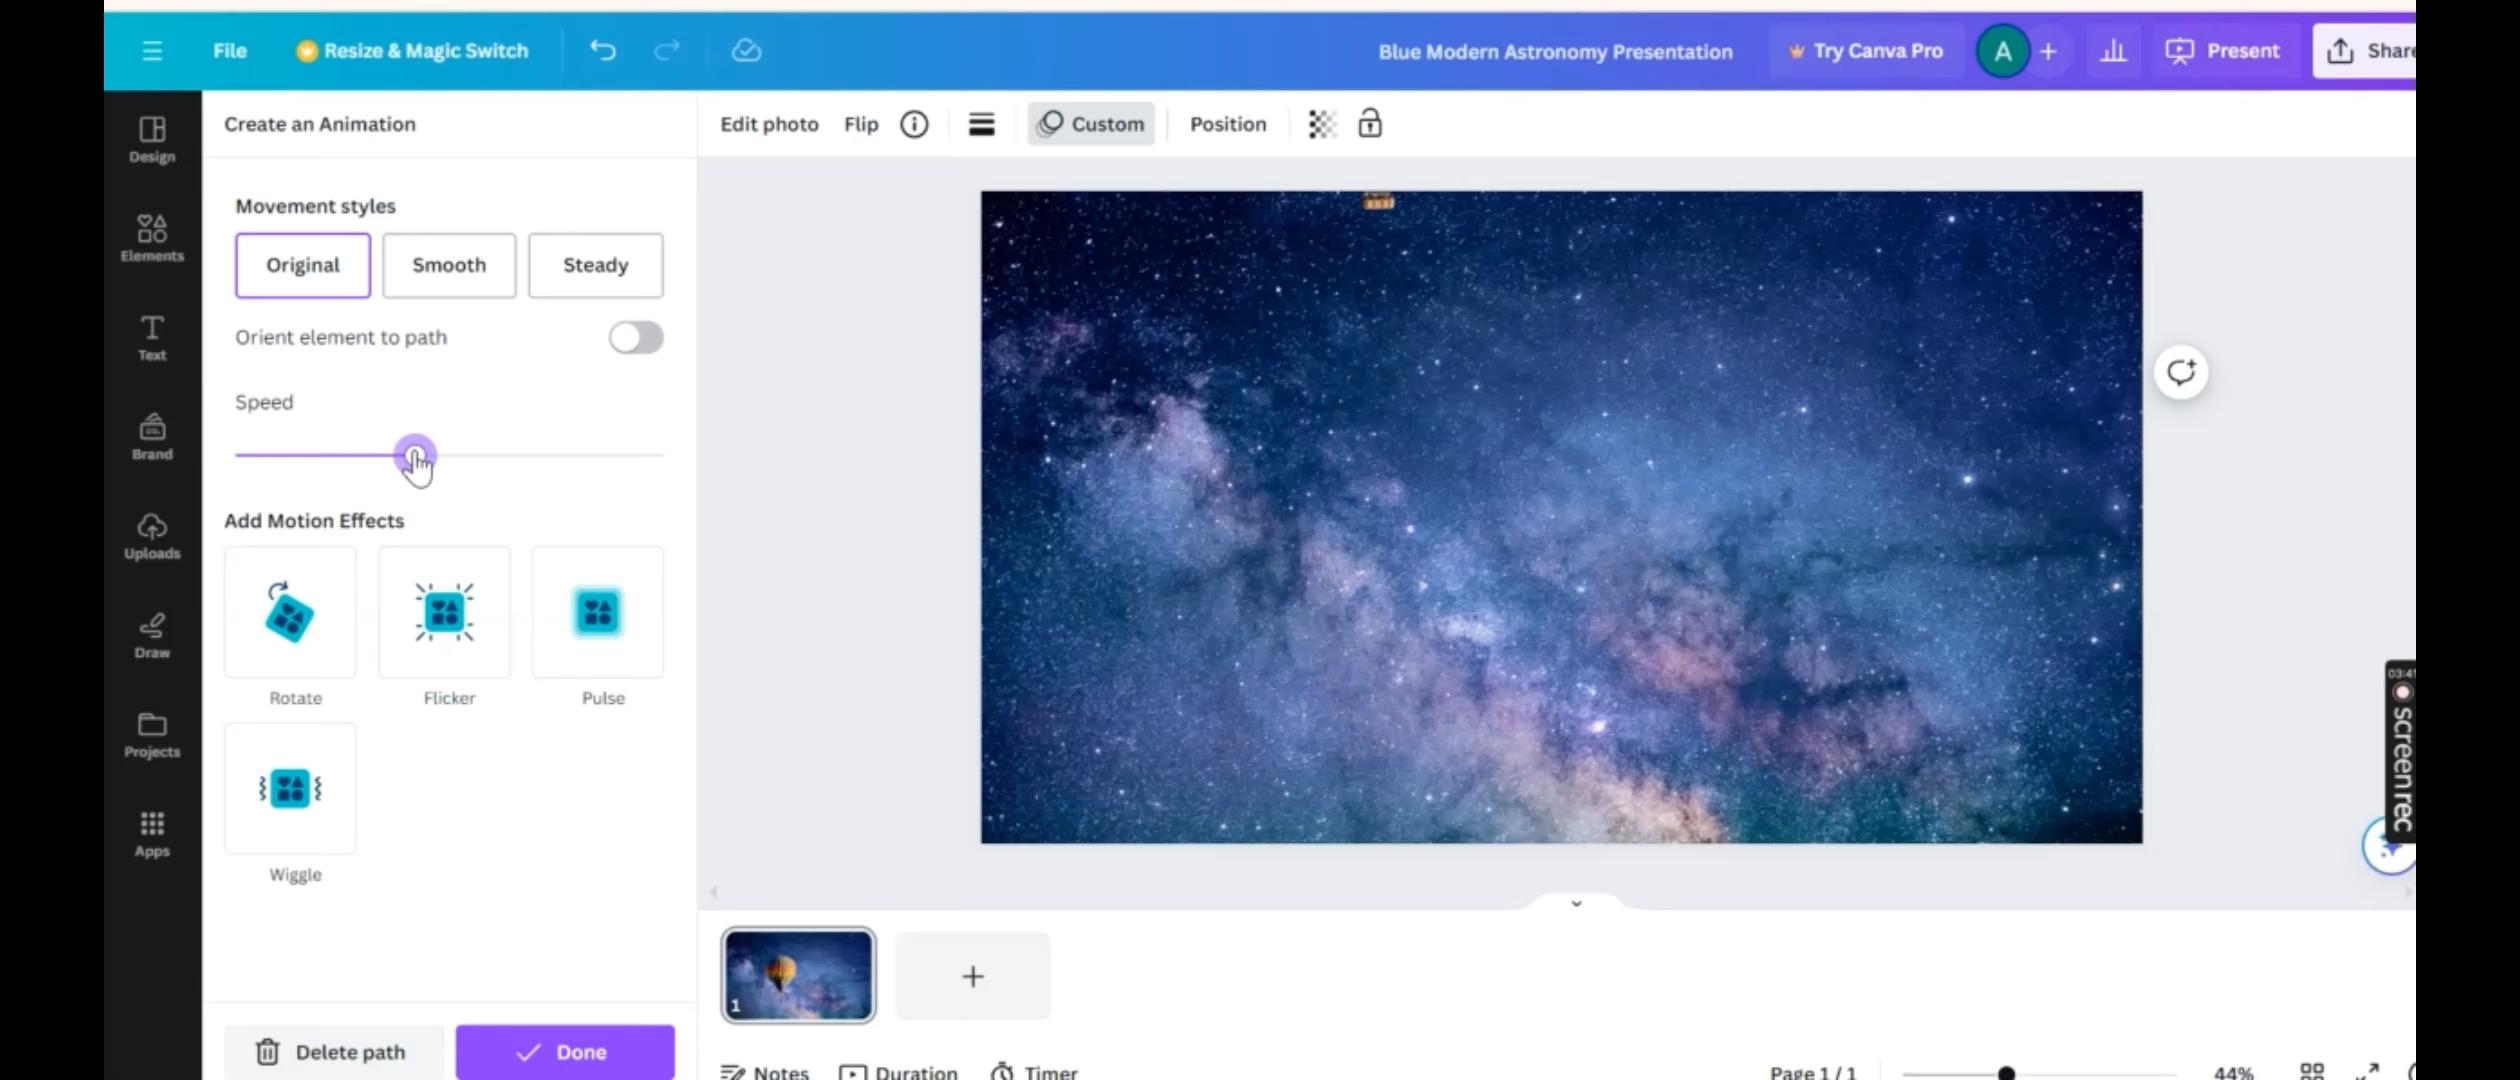 File
Resize & Magic Switch
Blue Modern Astronomy Presentation
Try Canva Pro
A
Present
Share
Design
Elements
Text
Brand
Uploads
Draw
Projects
Apps
Create an Animation
Movement styles
Original
Smooth
Steady
Orient element to path
Speed
Add Motion Effects
Rotate
Flicker
Pulse
Wiggle
Delete path
Done
Edit photo
Flip
Custom
Position
03:41
screenrec
1
Notes
Duration
Timer
Page 1 / 1
44%